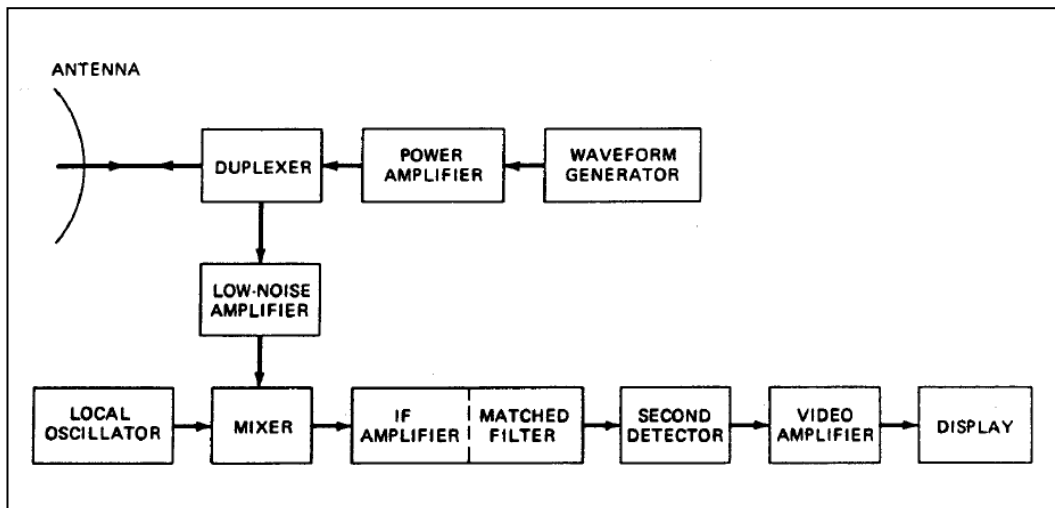 ANTENNA
DUPLEXER
POWER
AMPLIFIER
WAVEFORM
GENERATOR
LOW-NOISE
AMPLIFIER
LOCAL
OSCILLATOR
MIXER
IF
AMPLIFIER
MATCHED
FILTER
SECOND
DETECTOR
VIDEO
AMPLIFIER
DISPLAY